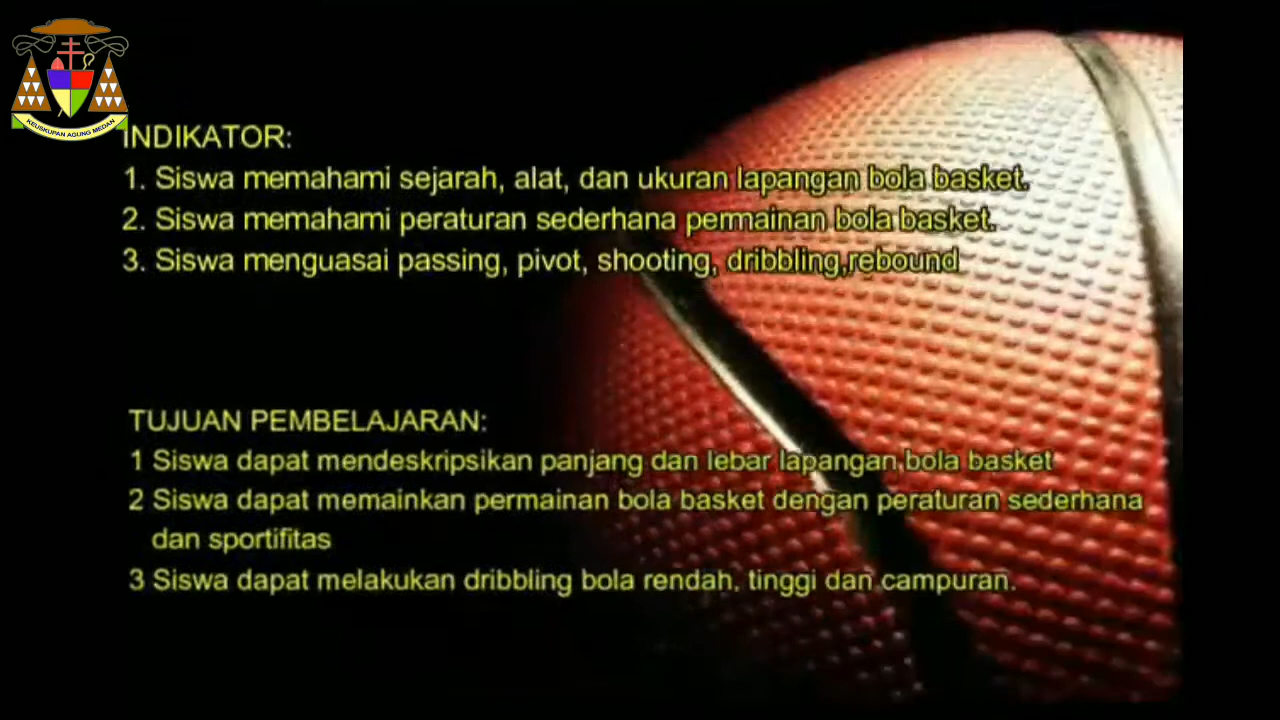 KEUSKUPAN AGUNG MEDAN
INDIKATOR:
1. Siswa memahami sejarah, alat, dan ukuran lapangan bola basket.
2. Siswa memahami peraturan sederhana permainan bola basket.
3. Siswa menguasai passing, pivot, shooting, dribbling,rebound
TUJUAN PEMBELAJARAN:
1 Siswa dapat mendeskripsikan panjang dan lebar lapangan,bola basket
2 Siswa dapat memainkan permainan bola basket dengan peraturan sederhana
dan sportifitas
3 Siswa dapat melakukan dribbling bola rendah, tinggi dan campuran.